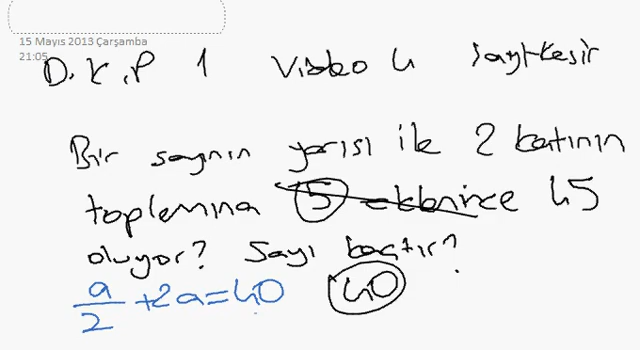 15 Mayıs 2013 Çarşamba
21:05
D.K.P 1 Video 4 Sayı-kesir
Bir sayının yarısı ile 2 katının
toplamına 5 eklenince 45
oluyor? Sayı kaçtır?
a/2 +2a=40 40